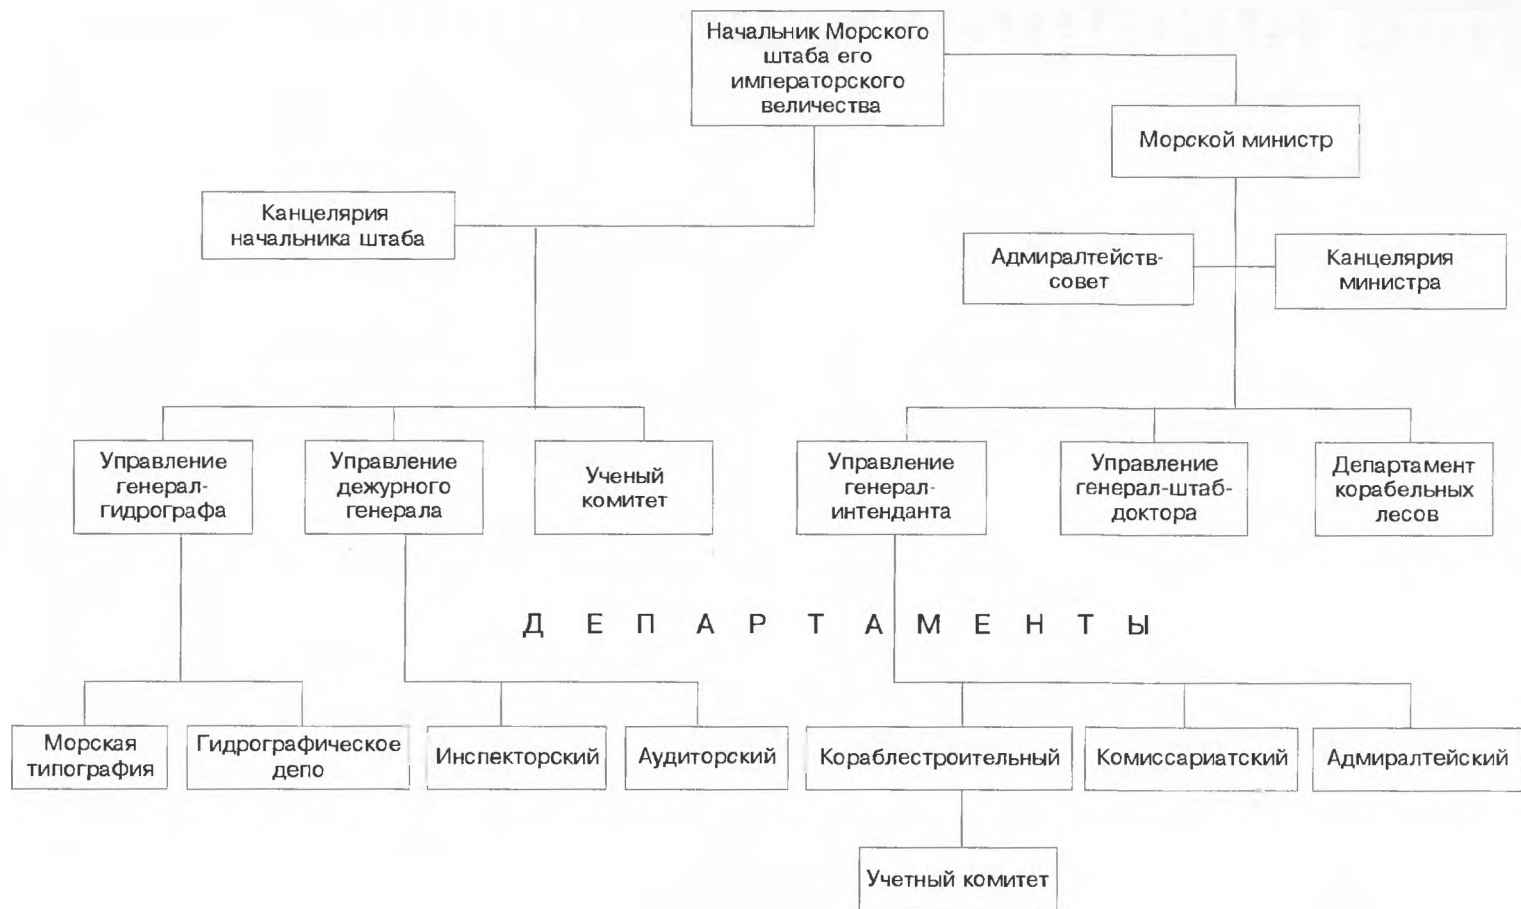 Начальник Морского
штаба его
императорского
величества
Морской министр
Канцелярия
начальника штаба
Адмиралтейств-
совет
Канцелярия
министра
Управление
генерал-
гидрографа
Управление
дежурного
генерала
Ученый
комитет
Управление
генерал-
интенданта
Управление
генерал-штаб-
доктора
Департамент
корабельных
лесов
ДЕПАРТАМЕНТЫ
Морская
типография
Гидрографическое
депо
Инспекторский
Аудиторский
Кораблестроительный
Комиссариатский
Адмиралтейский
Учетный комитет